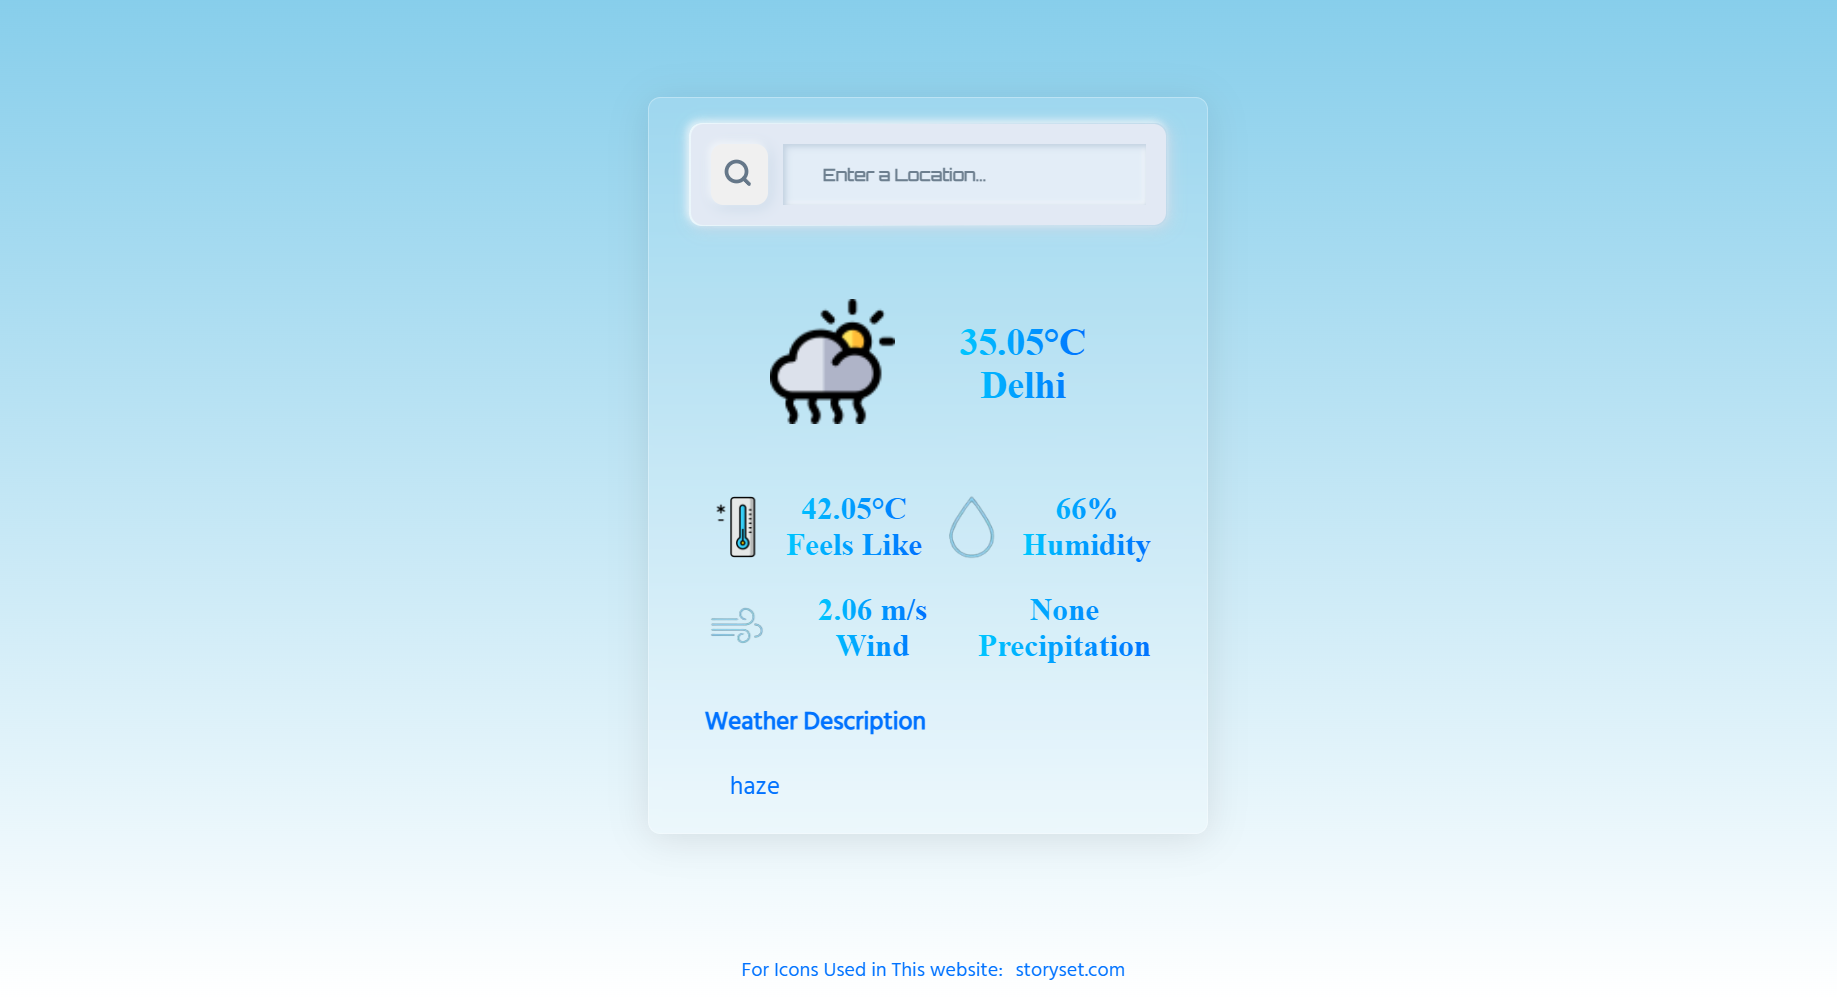 Enter a Location...
35.05°C
Delhi
42.05°C
Feels Like
66%
Humidity
2.06 m/s
Wind
None
Precipitation
Weather Description
haze
For Icons Used in This website: storyset.com